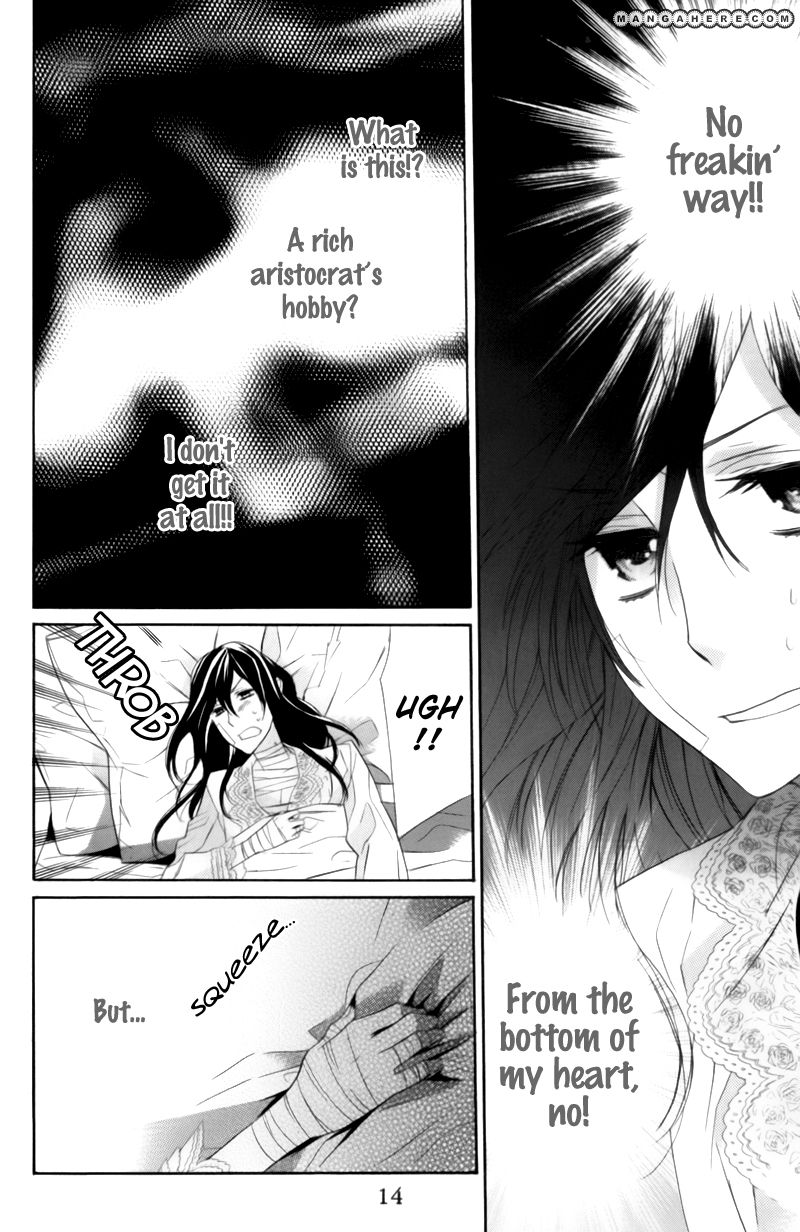 MANGAHERE.COM
No
freakin'
way!!
From the
bottom of
my heart,
no!
What
is this!?
A rich
aristocrat's
hobby?
I don't
get it
at all!!
THROB
UGH
!!
But...
SQUEEZE...
14